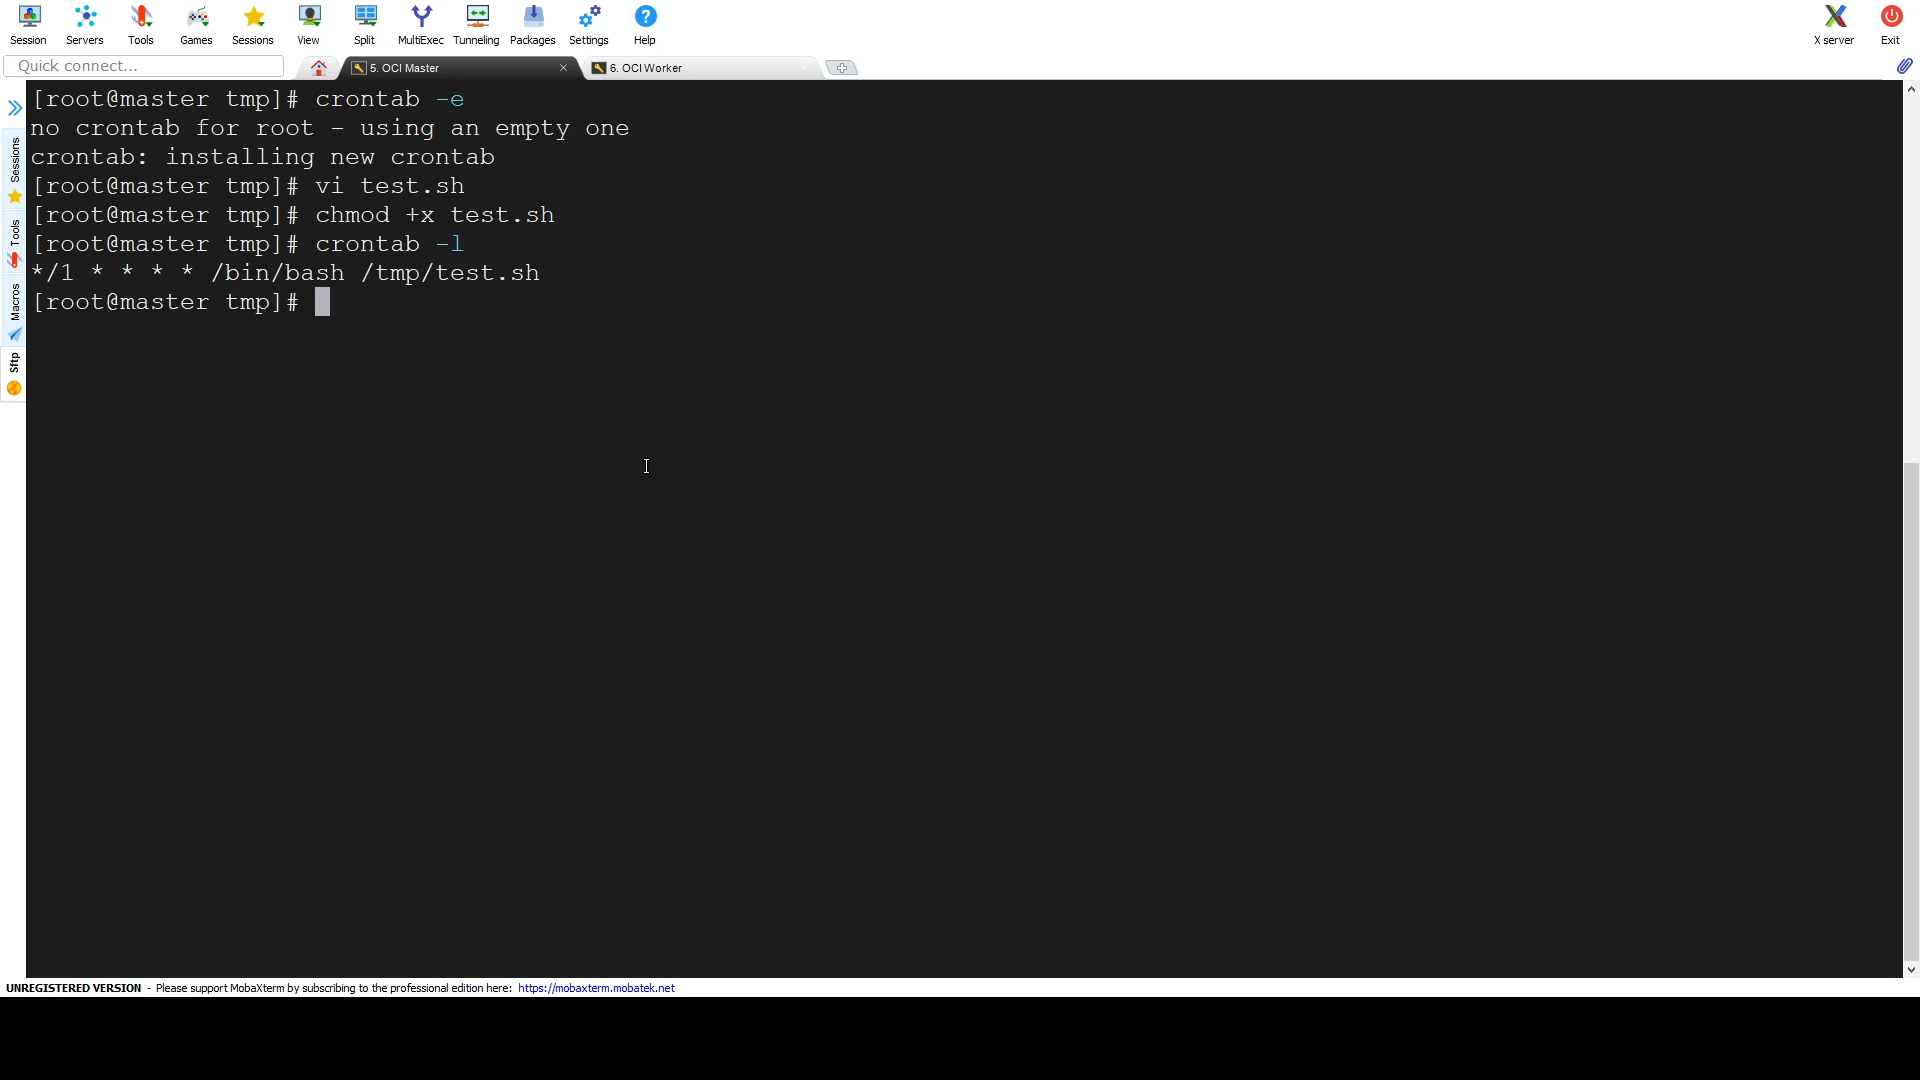 Session Servers Tools Games Sessions View Split MultiExec Tunneling Packages Settings Help X server Exit
Quick connect... 5. OCI Master 6. OCI Worker
[root@master tmp]# crontab -e
no crontab for root - using an empty one
crontab: installing new crontab
[root@master tmp]# vi test.sh
[root@master tmp]# chmod +x test.sh
[root@master tmp]# crontab -l
*/1 * * * * /bin/bash /tmp/test.sh
[root@master tmp]#
Sessions
Tools
Macros
Sftp
UNREGISTERED VERSION - Please support MobaXterm by subscribing to the professional edition here: https://mobaxterm.mobatek.net